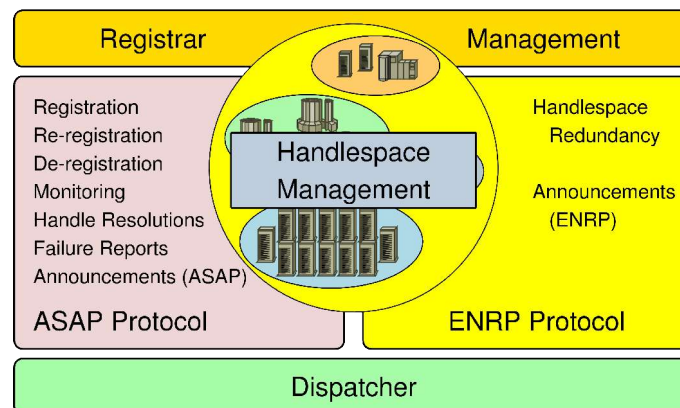 Registrar Management
Registration
Re-registration
De-registration
Monitoring
Handle Resolutions
Failure Reports
Announcements (ASAP)
ASAP Protocol
Handlespace
Management
Handlespace
Redundancy
Announcements
(ENRP)
ENRP Protocol
Dispatcher